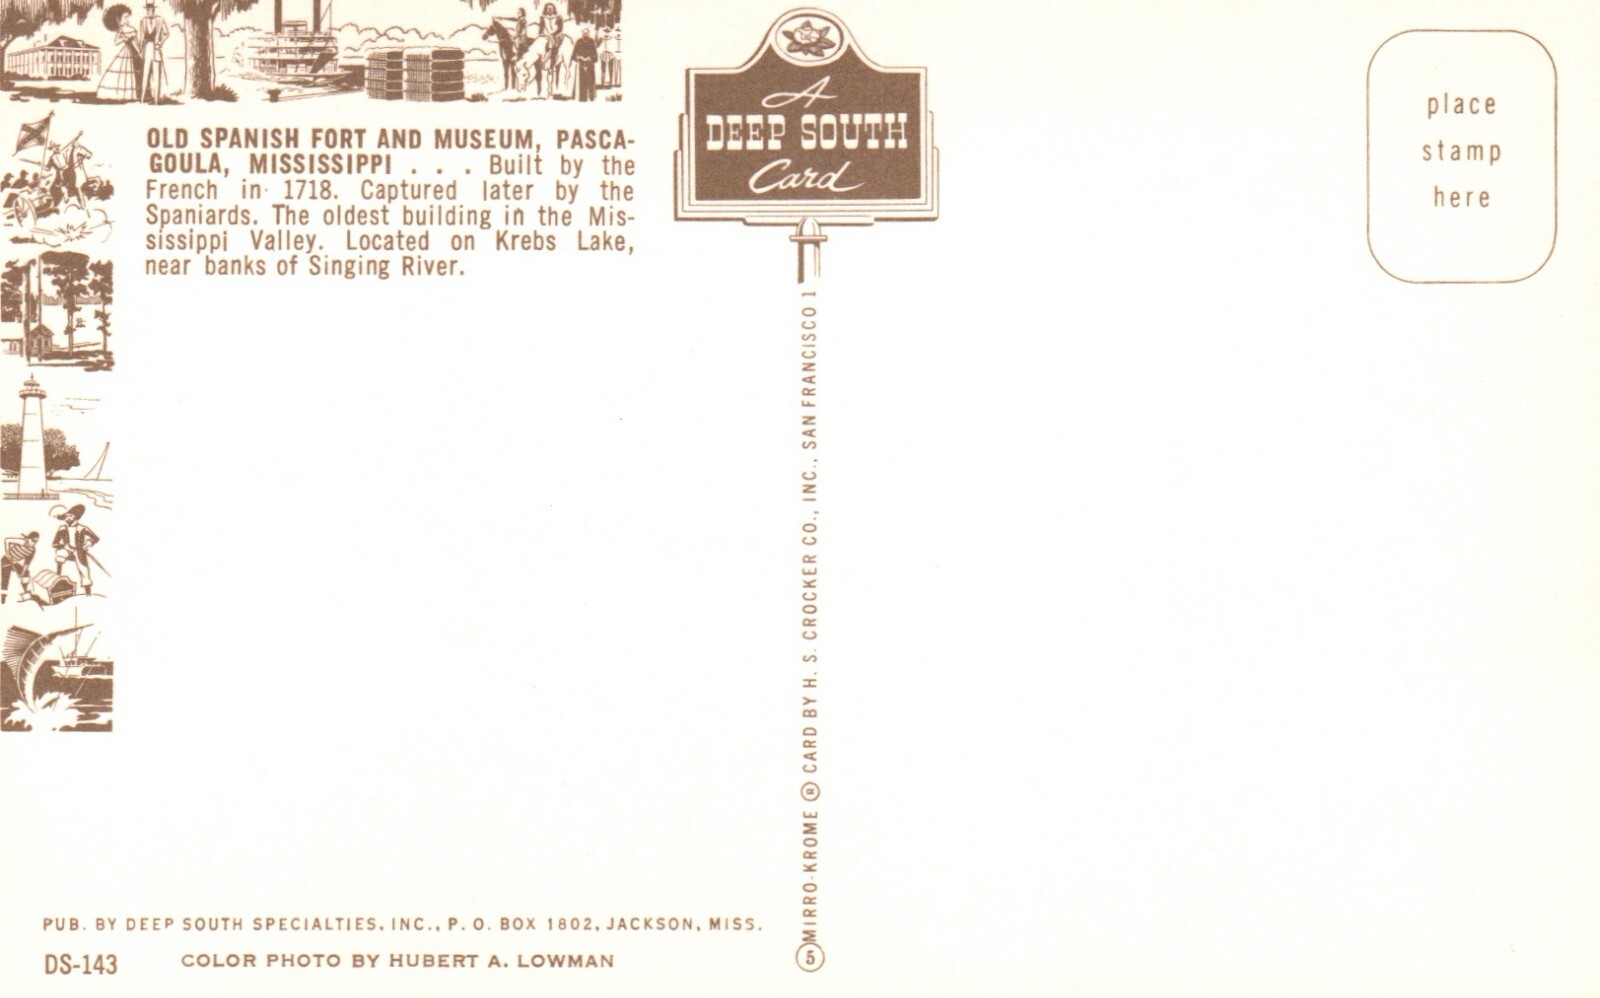 OLD SPANISH FORT AND MUSEUM, PASCA-
GOULA, MISSISSIPPI . . . Built by the
French in 1718. Captured later by the
Spaniards. The oldest building in the Mis-
sissippi Valley. Located on Krebs Lake,
near banks of Singing River.
A
DEEP SOUTH
Card
place
stamp
here
MIRRO-KROME ® CARD BY H. S. CROCKER CO., INC., SAN FRANCISCO 1
5
PUB. BY DEEP SOUTH SPECIALTIES, INC., P. O. BOX 1802, JACKSON, MISS.
DS-143
COLOR PHOTO BY HUBERT A. LOWMAN